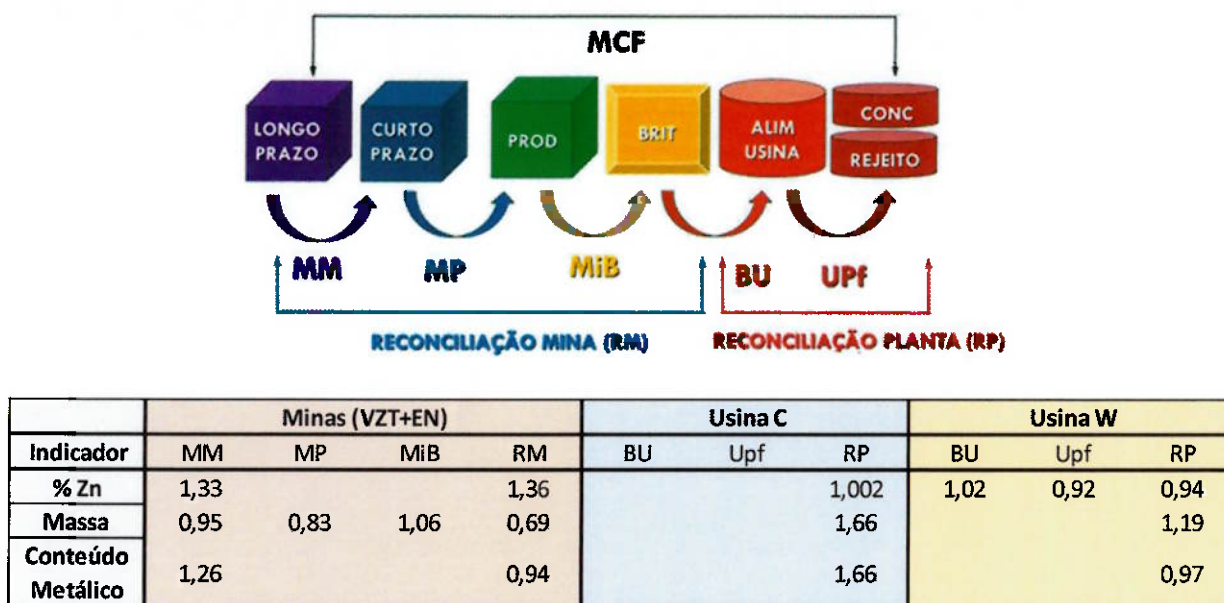 MCF
LONGO PRAZO
CURTO PRAZO
PROD
BRIT
ALIM USINA
CONC
REJEITO
MM
MP
MiB
BU
UPf
RECONCILIAÇÃO MINA (RM)
RECONCILIAÇÃO PLANTA (RP)
Minas (VZT+EN) Usina C Usina W
Indicador MM MP MiB RM BU Upf RP BU Upf RP
% Zn 1,33 1,36 1,002 1,02 0,92 0,94
Massa 0,95 0,83 1,06 0,69 1,66 1,19
Conteúdo Metálico 1,26 0,94 1,66 0,97